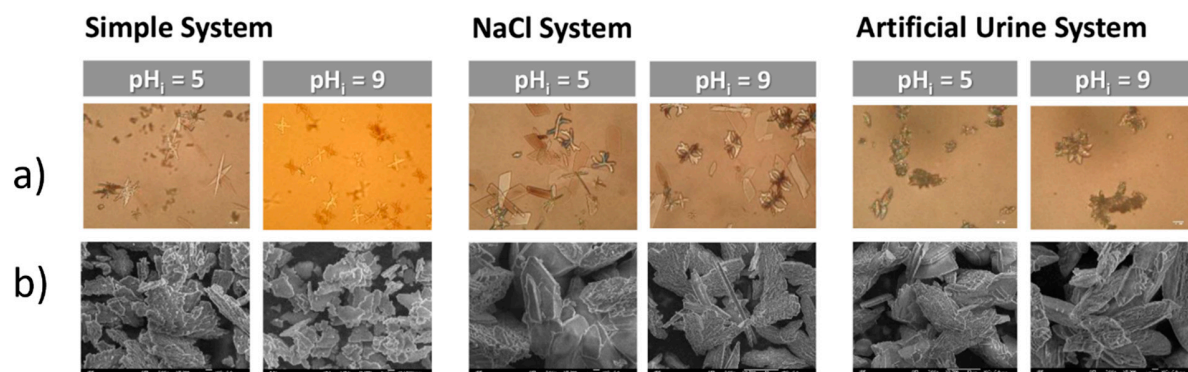 Simple System NaCl System Artificial Urine System
pHᵢ = 5 pHᵢ = 9 pHᵢ = 5 pHᵢ = 9 pHᵢ = 5 pHᵢ = 9
a)
b)